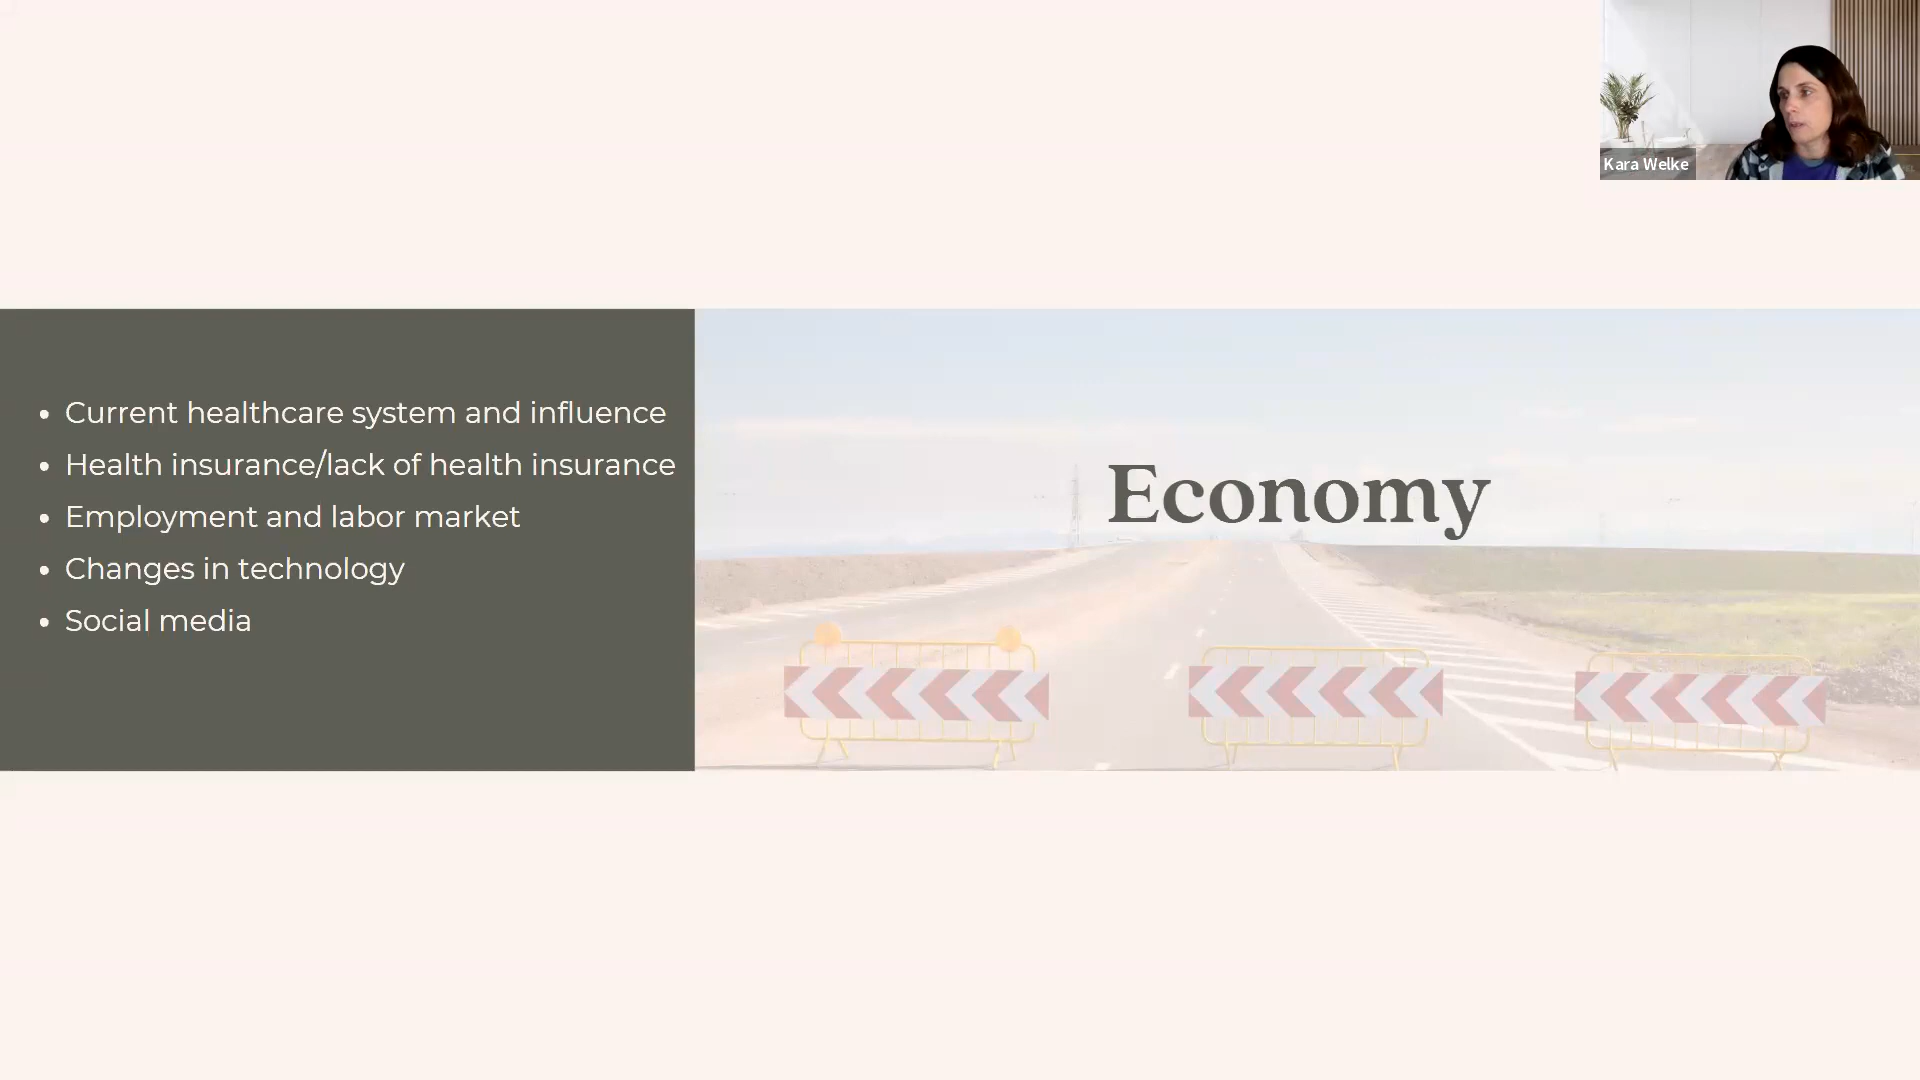 Kara Welke
• Current healthcare system and influence
• Health insurance/lack of health insurance
• Employment and labor market
• Changes in technology
• Social media
Economy